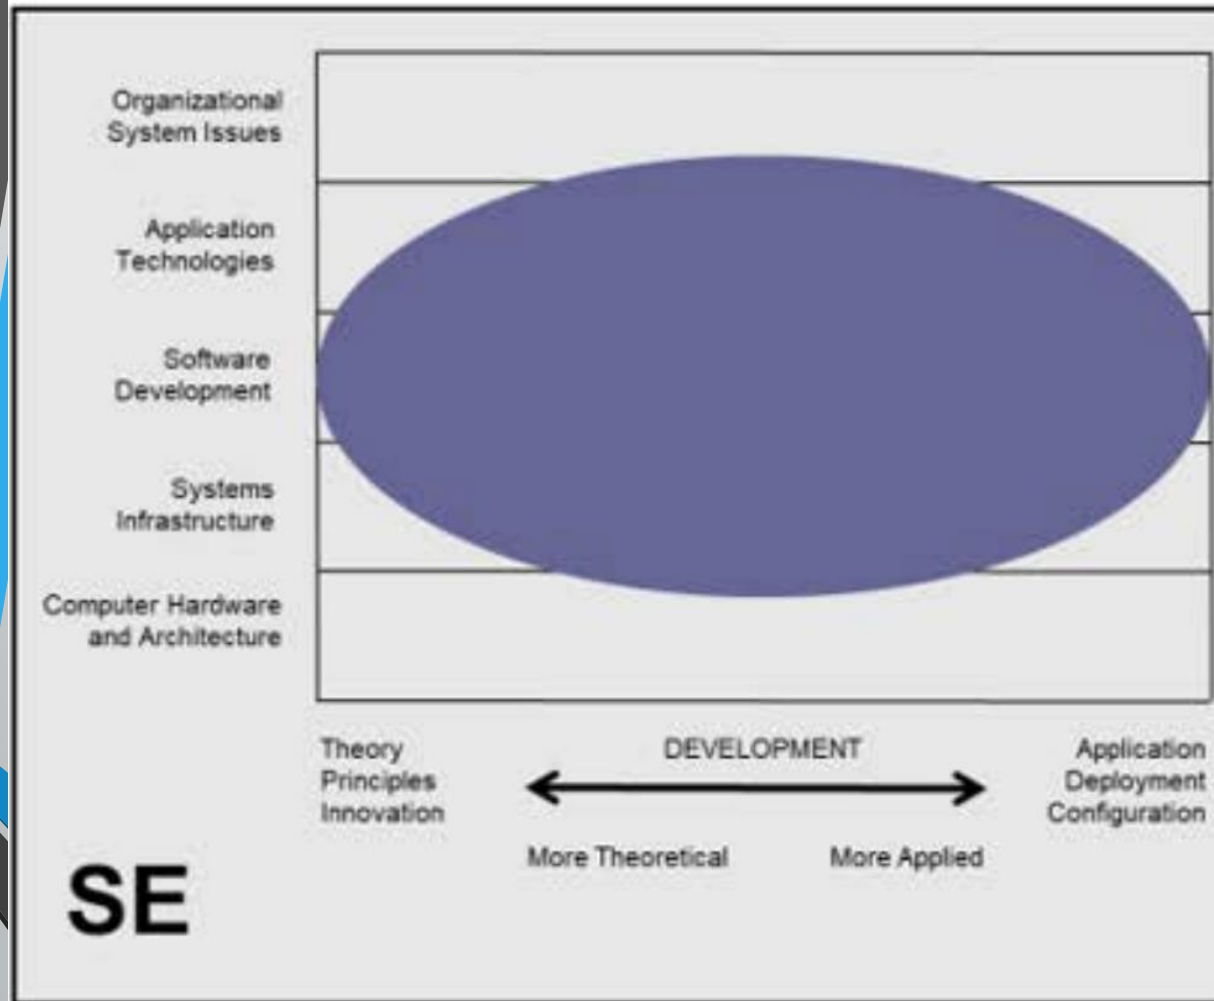 Organizational
System Issues
Application
Technologies
Software
Development
Systems
Infrastructure
Computer Hardware
and Architecture
Theory
Principles
Innovation
DEVELOPMENT
Application
Deployment
Configuration
More Theoretical
More Applied
SE